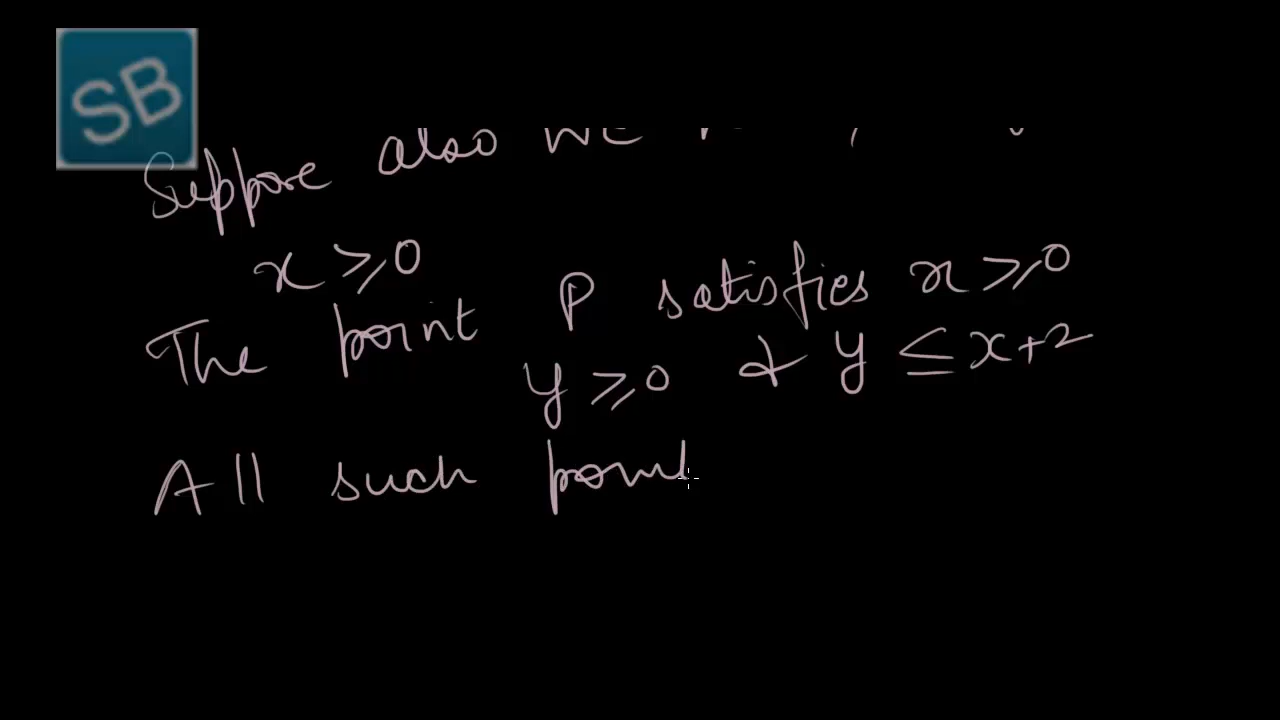 SB
Suppose also we
x ⩾ 0
The point P satisfies x ⩾ 0
y ⩾ 0 & y ≤ x+2
All such point